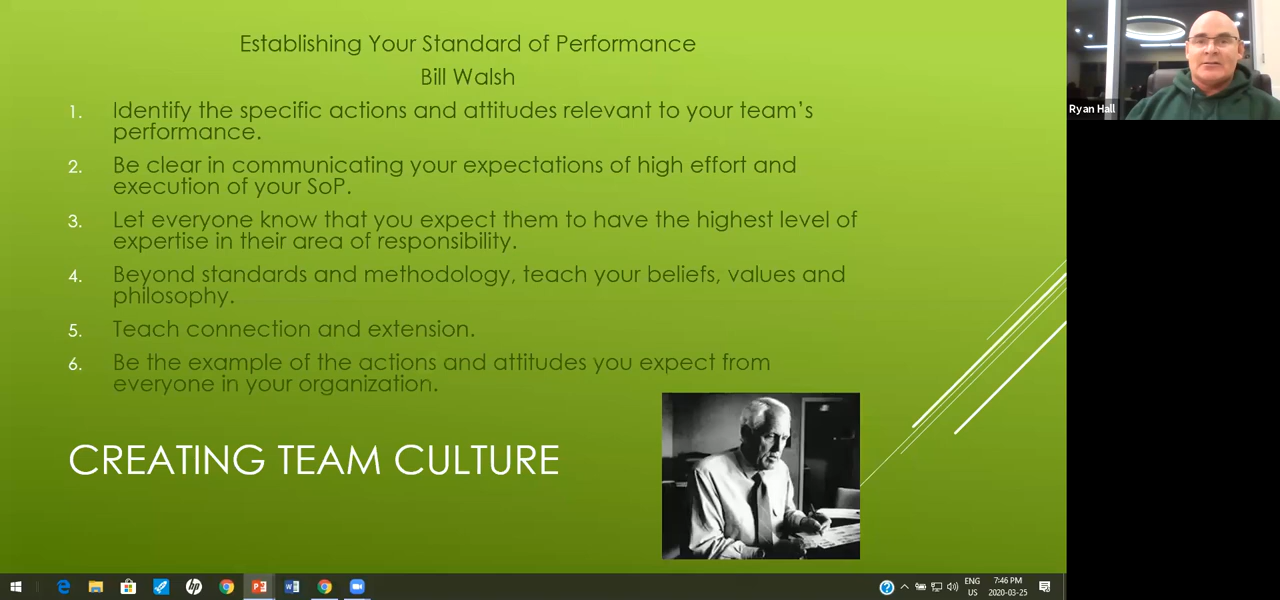 Establishing Your Standard of Performance
Bill Walsh
1. Identify the specific actions and attitudes relevant to your team's
performance.
2. Be clear in communicating your expectations of high effort and
execution of your SoP.
3. Let everyone know that you expect them to have the highest level of
expertise in their area of responsibility.
4. Beyond standards and methodology, teach your beliefs, values and
philosophy.
5. Teach connection and extension.
6. Be the example of the actions and attitudes you expect from
everyone in your organization.
CREATING TEAM CULTURE
Ryan Hall
hp
ENG
US
7:46 PM
2020-03-25